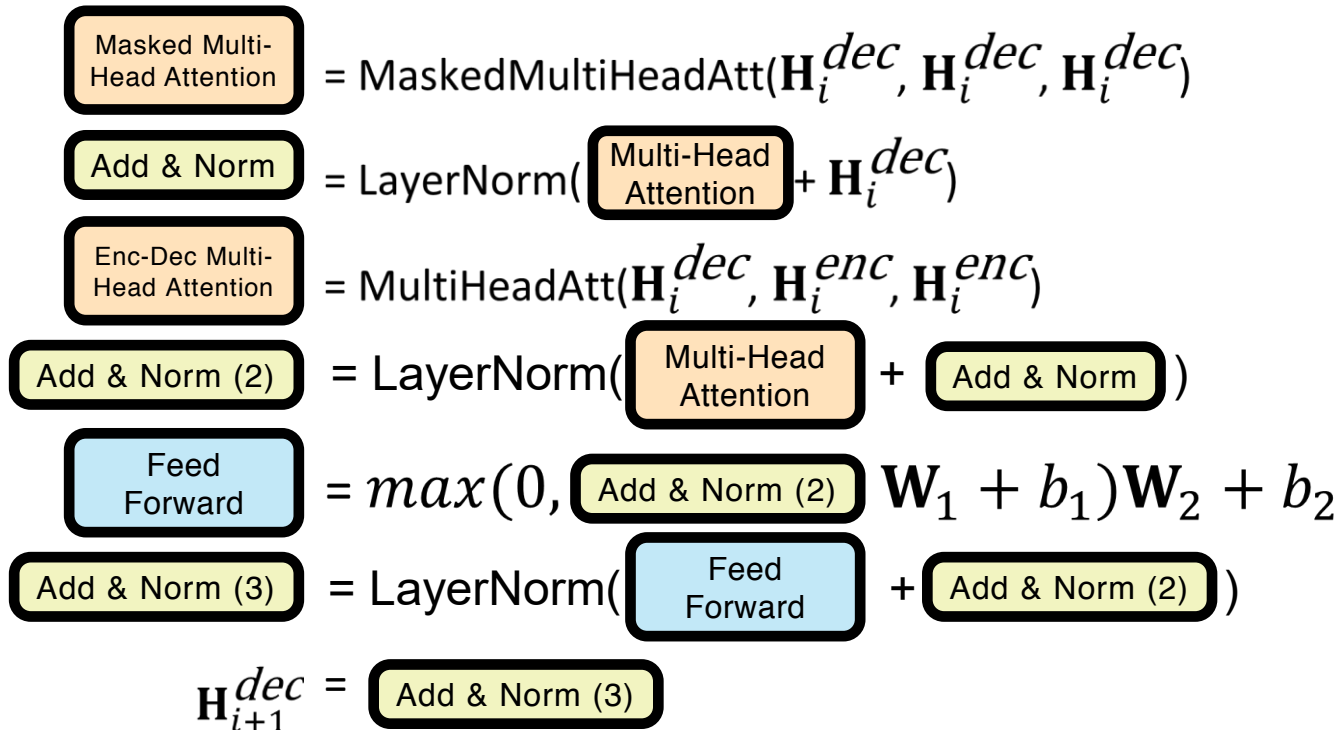 Masked Multi-Head Attention = MaskedMultiHeadAtt(𝐇_i^{dec}, 𝐇_i^{dec}, 𝐇_i^{dec})
Add & Norm = LayerNorm( Multi-Head Attention + 𝐇_i^{dec})
Enc-Dec Multi-Head Attention = MultiHeadAtt(𝐇_i^{dec}, 𝐇_i^{enc}, 𝐇_i^{enc})
Add & Norm (2) = LayerNorm( Multi-Head Attention + Add & Norm )
Feed Forward = max(0, Add & Norm (2) 𝐖_1 + b_1)𝐖_2 + b_2
Add & Norm (3) = LayerNorm( Feed Forward + Add & Norm (2) )
𝐇_{i+1}^{dec} = Add & Norm (3)